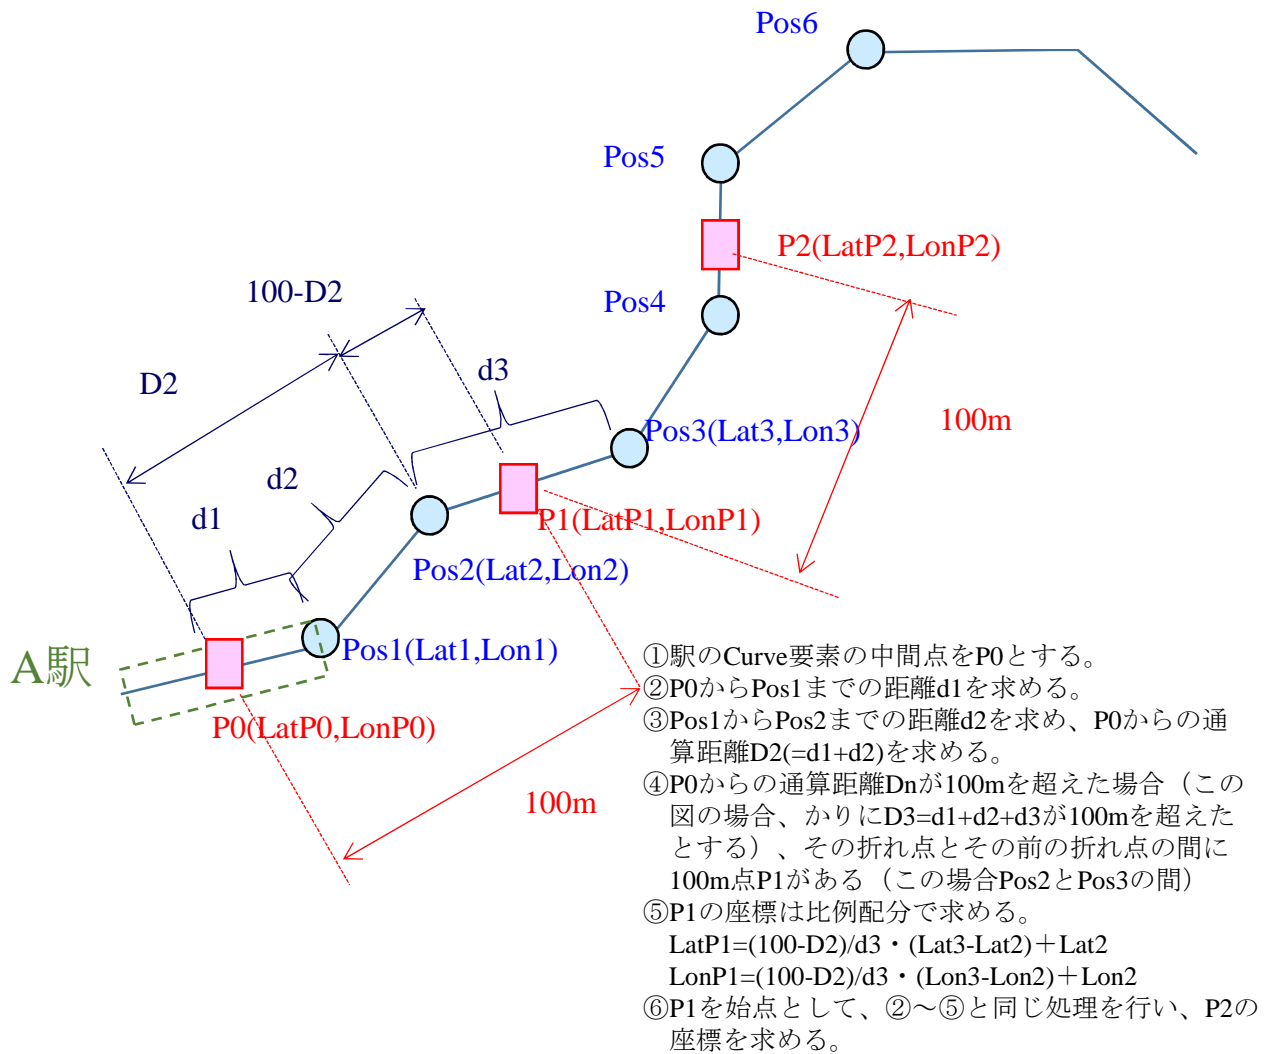 Pos6
Pos5
P2(LatP2,LonP2)
100-D2
Pos4
D2
d3
100m
Pos3(Lat3,Lon3)
d2
d1
P1(LatP1,LonP1)
Pos2(Lat2,Lon2)
A駅
Pos1(Lat1,Lon1)
P0(LatP0,LonP0)
100m
①駅のCurve要素の中間点をP0とする。
②P0からPos1までの距離d1を求める。
③Pos1からPos2までの距離d2を求め、P0からの通
算距離D2(=d1+d2)を求める。
④P0からの通算距離Dnが100mを超えた場合（この
図の場合、かりにD3=d1+d2+d3が100mを超えた
とする）、その折れ点とその前の折れ点の間に
100m点P1がある（この場合Pos2とPos3の間）
⑤P1の座標は比例配分で求める。
LatP1=(100-D2)/d3・(Lat3-Lat2)＋Lat2
LonP1=(100-D2)/d3・(Lon3-Lon2)＋Lon2
⑥P1を始点として、②～⑤と同じ処理を行い、P2の
座標を求める。